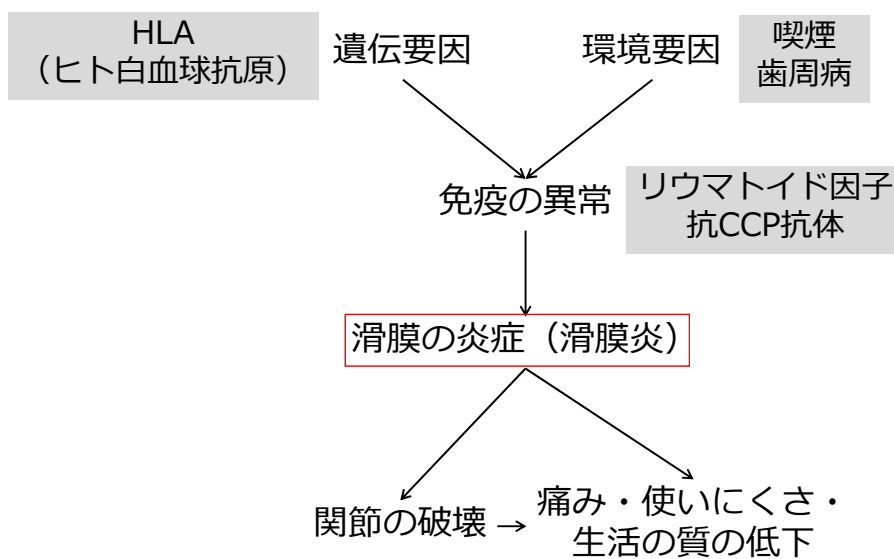 HLA
（ヒト白血球抗原）
遺伝要因
環境要因
喫煙
歯周病
免疫の異常
リウマトイド因子
抗CCP抗体
滑膜の炎症（滑膜炎）
関節の破壊
→
痛み・使いにくさ・
生活の質の低下